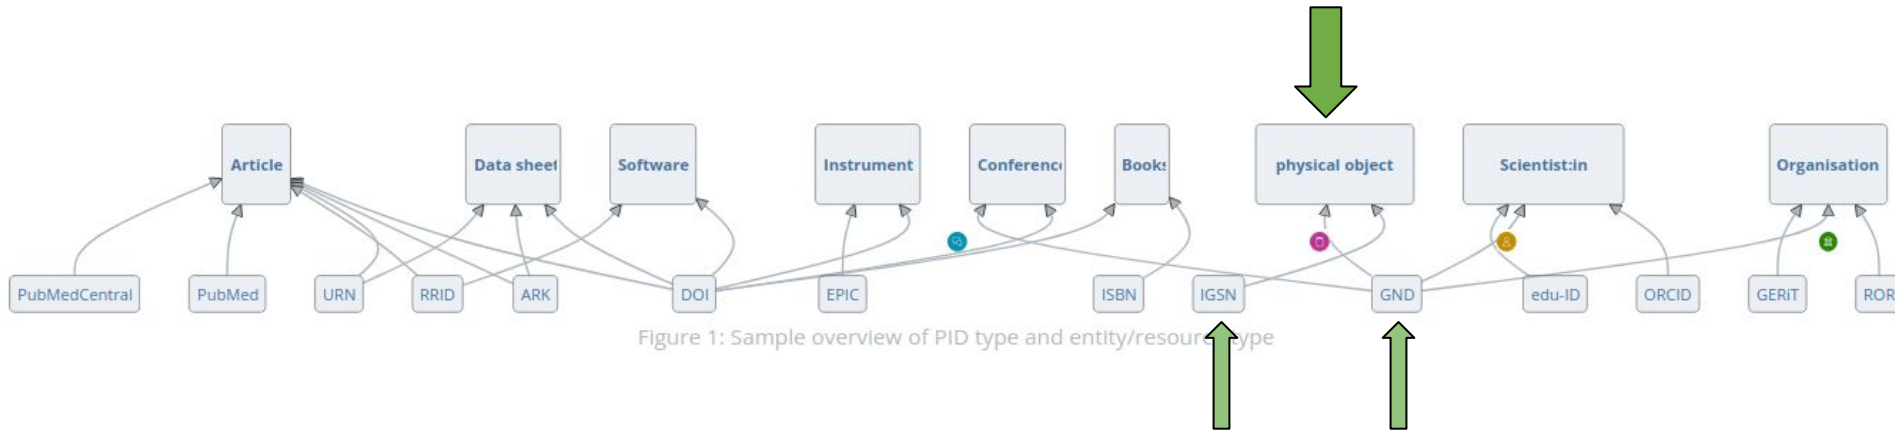 Article
Data sheet
Software
Instrument
Conference
Books
physical object
Scientist:in
Organisation
PubMedCentral
PubMed
URN
RRID
ARK
DOI
EPIC
ISBN
IGSN
GND
edu-ID
ORCID
GERiT
ROR
Figure 1: Sample overview of PID type and entity/resource type